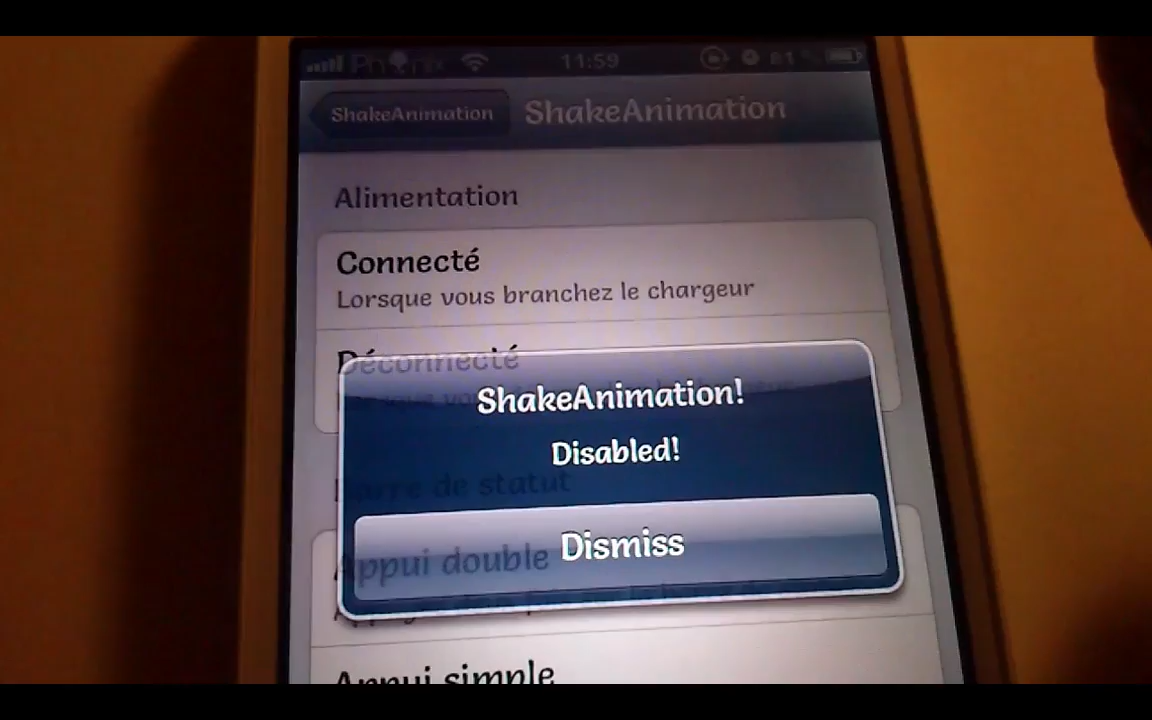 11:59
ShakeAnimation
ShakeAnimation
Alimentation
Connecté
Lorsque vous branchez le chargeur
Déconnecté
ShakeAnimation!
Disabled!
Barre de statut
Dismiss
Appui double
Appui simple